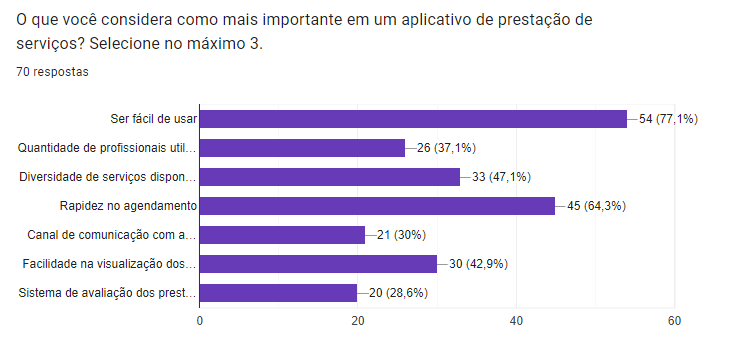 O que você considera como mais importante em um aplicativo de prestação de
serviços? Selecione no máximo 3.
70 respostas
Ser fácil de usar 54 (77,1%)
Quantidade de profissionais util... 26 (37,1%)
Diversidade de serviços dispon... 33 (47,1%)
Rapidez no agendamento 45 (64,3%)
Canal de comunicação com a... 21 (30%)
Facilidade na visualização dos... 30 (42,9%)
Sistema de avaliação dos prest... 20 (28,6%)
0 20 40 60